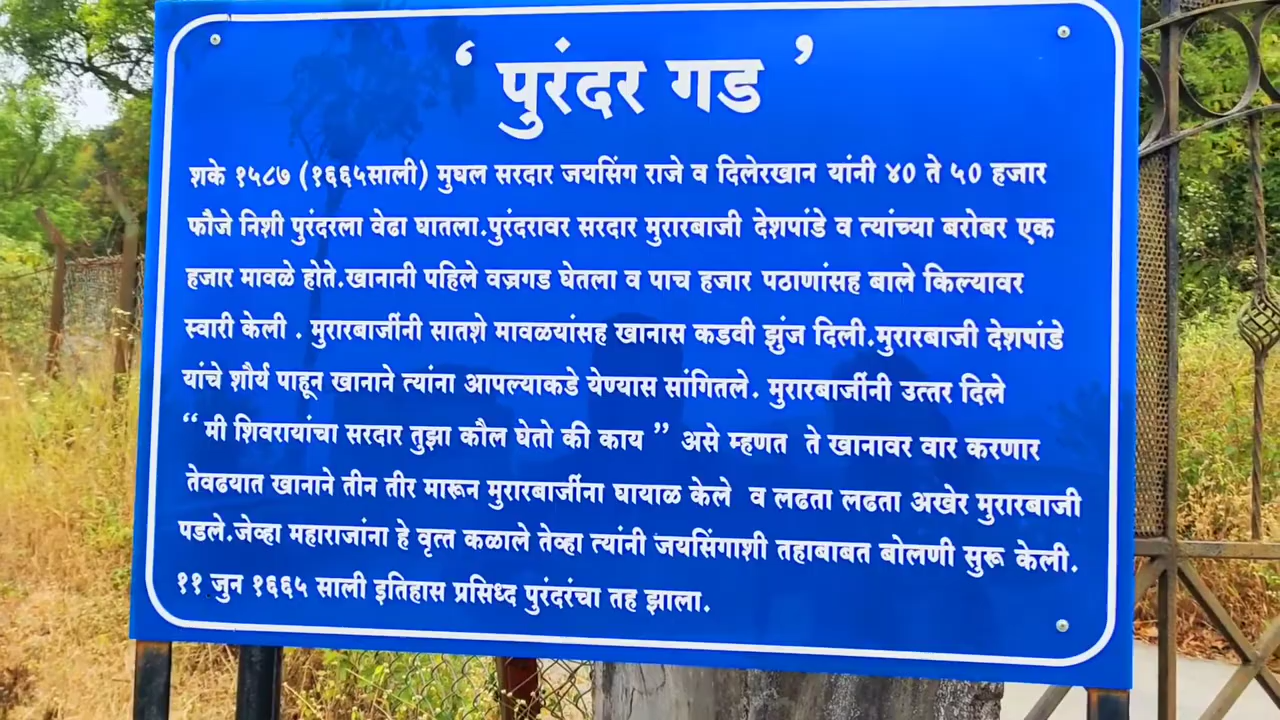 ‘ पुरंदर गड ’
शके १५८७ (१६६५साली) मुघल सरदार जयसिंग राजे व दिलेरखान यांनी ४० ते ५० हजार
फौजे निशी पुरंदरला वेढा घातला.पुरंदरावर सरदार मुरारबाजी देशपांडे व त्यांच्या बरोबर एक
हजार मावळे होते.खानानी पहिले वज्रगड घेतला व पाच हजार पठाणांसह बाले किल्यावर
स्वारी केली . मुरारबाजींनी सातशे मावळयांसह खानास कडवी झुंज दिली.मुरारबाजी देशपांडे
यांचे शौर्य पाहून खानाने त्यांना आपल्याकडे येण्यास सांगितले. मुरारबाजींनी उत्तर दिले
“ मी शिवरायांचा सरदार तुझा कौल घेतो की काय ” असे म्हणत ते खानावर वार करणार
तेवढयात खानाने तीन तीर मारून मुरारबाजींना घायाळ केले व लढता लढता अखेर मुरारबाजी
पडले.जेव्हा महाराजांना हे वृत्त कळाले तेव्हा त्यांनी जयसिंगाशी तहाबाबत बोलणी सुरू केली.
११ जुन १६६५ साली इतिहास प्रसिध्द पुरंदरंचा तह झाला.